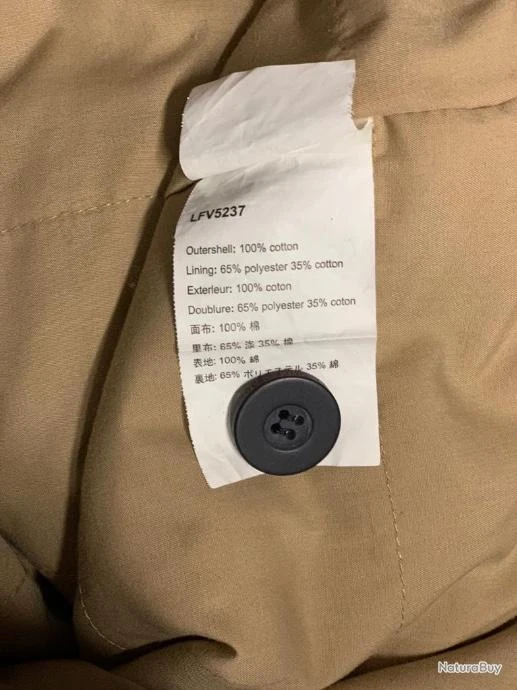 LFV5237
Outershell: 100% cotton
Lining: 65% polyester 35% cotton
Exterieur: 100% coton
Doublure: 65% polyester 35% coton
面布: 100% 棉
里布: 65% 涤 35% 棉
表地: 100% 綿
裏地: 65% ポリエステル 35% 綿
NaturaBuy